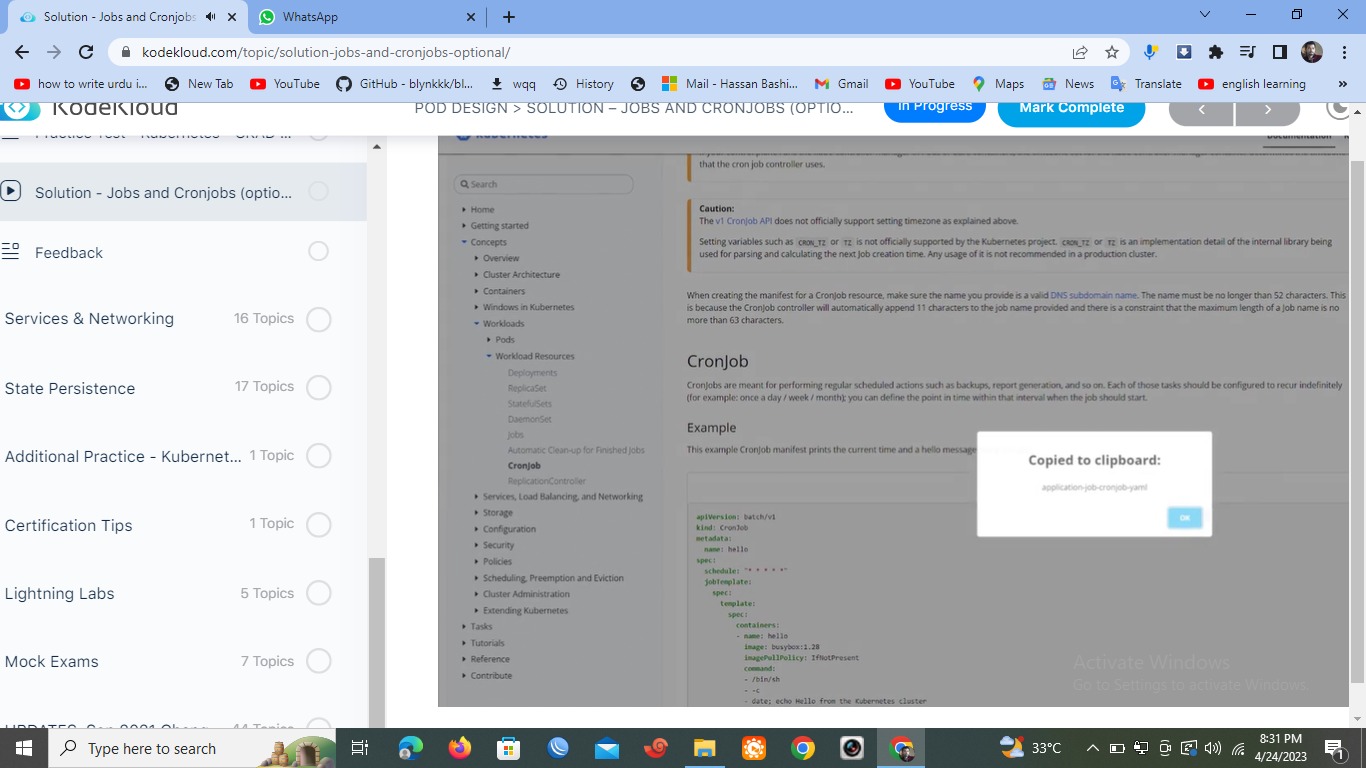 Solution - Jobs and Cronjobs
WhatsApp
kodekloud.com/topic/solution-jobs-and-cronjobs-optional/
how to write urdu i...
New Tab
YouTube
GitHub - blynkkk/bl...
wqq
History
Mail - Hassan Bashi...
Gmail
YouTube
Maps
News
Translate
english learning
»
KodeKloud
POD DESIGN > SOLUTION – JOBS AND CRONJOBS (OPTIO...
In Progress
Mark Complete
Practice Test - Kubernetes – CKAD ...
Solution - Jobs and Cronjobs (optio...
Feedback
Services & Networking 16 Topics
State Persistence 17 Topics
Additional Practice - Kubernet... 1 Topic
Certification Tips 1 Topic
Lightning Labs 5 Topics
Mock Exams 7 Topics
Kubernetes
Documentation
Search
Home
Getting started
Concepts
Overview
Cluster Architecture
Containers
Windows in Kubernetes
Workloads
Pods
Workload Resources
Deployments
ReplicaSet
StatefulSets
DaemonSet
Jobs
Automatic Clean-up for Finished Jobs
CronJob
ReplicationController
Services, Load Balancing, and Networking
Storage
Configuration
Security
Policies
Scheduling, Preemption and Eviction
Cluster Administration
Extending Kubernetes
Tasks
Tutorials
Reference
Contribute
that the cron job controller uses.
Caution:
The v1 CronJob API does not officially support setting timezone as explained above.
Setting variables such as CRON_TZ or TZ is not officially supported by the Kubernetes project. CRON_TZ or TZ is an implementation detail of the internal library being
used for parsing and calculating the next Job creation time. Any usage of it is not recommended in a production cluster.
When creating the manifest for a CronJob resource, make sure the name you provide is a valid DNS subdomain name. The name must be no longer than 52 characters. This
is because the CronJob controller will automatically append 11 characters to the job name provided and there is a constraint that the maximum length of a Job name is no
more than 63 characters.
CronJob
CronJobs are meant for performing regular scheduled actions such as backups, report generation, and so on. Each of those tasks should be configured to recur indefinitely
(for example: once a day / week / month); you can define the point in time within that interval when the job should start.
Example
This example CronJob manifest prints the current time and a hello message
Copied to clipboard:
application-job-cronjob-yaml
OK
apiVersion: batch/v1
kind: CronJob
metadata:
name: hello
spec:
schedule: "* * * * *"
jobTemplate:
spec:
template:
spec:
containers:
- name: hello
image: busybox:1.28
imagePullPolicy: IfNotPresent
command:
- /bin/sh
- -c
- date; echo Hello from the Kubernetes cluster
Activate Windows
Go to Settings to activate Windows.
Type here to search
33°C
8:31 PM
4/24/2023
1